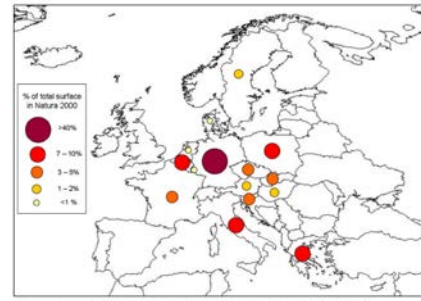 % of total surface
in Natura 2000
>40%
7 – 10%
3 – 5%
1 – 2%
<1 %